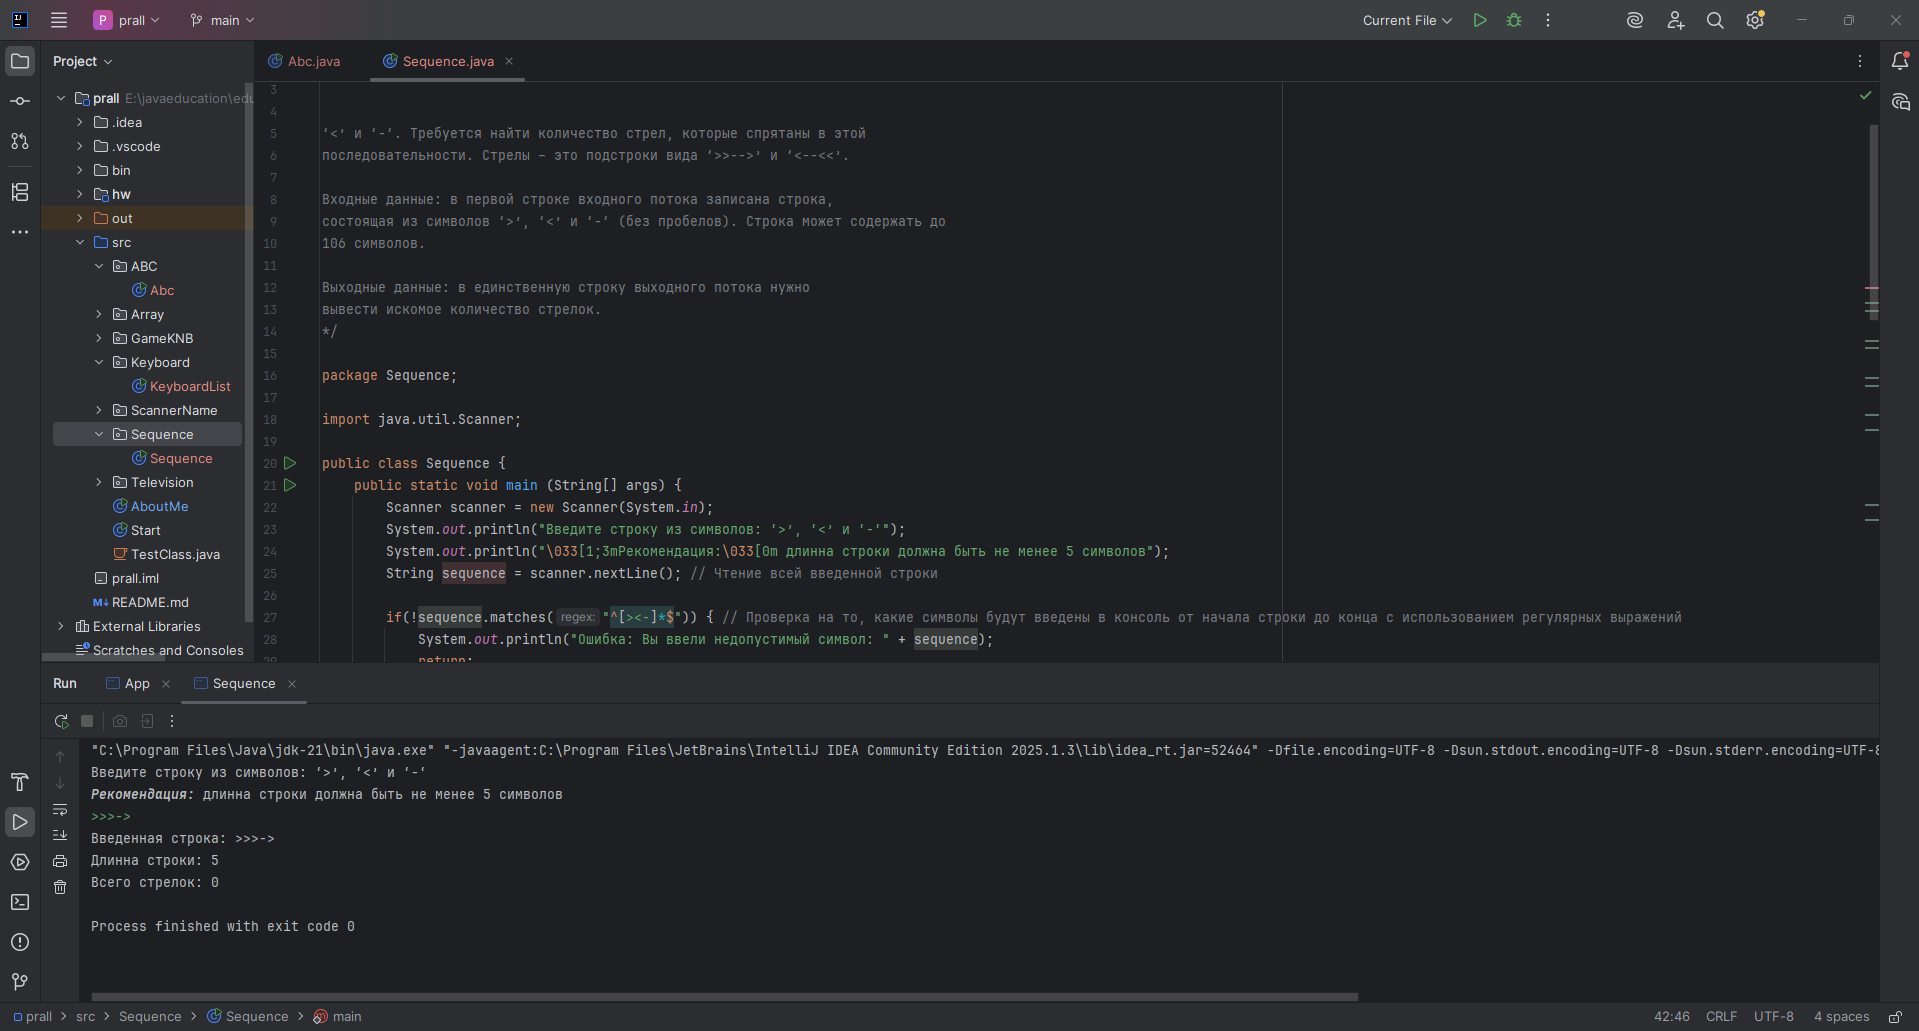 prall
main
Current File
Project
Abc.java
Sequence.java
prall E:\javaeducation\edu
.idea
.vscode
bin
hw
out
src
ABC
Abc
Array
GameKNB
Keyboard
KeyboardList
ScannerName
Sequence
Sequence
Television
AboutMe
Start
TestClass.java
prall.iml
README.md
External Libraries
Scratches and Consoles
3
4
5 ‘<’ и ‘-‘. Требуется найти количество стрел, которые спрятаны в этой
6 последовательности. Стрелы – это подстроки вида ‘>>-->’ и ‘<--<<’.
7
8 Входные данные: в первой строке входного потока записана строка,
9 состоящая из символов ‘>’, ‘<’ и ‘-‘ (без пробелов). Строка может содержать до
10 106 символов.
11
12 Выходные данные: в единственную строку выходного потока нужно
13 вывести искомое количество стрелок.
14 */
15
16 package Sequence;
17
18 import java.util.Scanner;
19
20 public class Sequence {
21 public static void main (String[] args) {
22 Scanner scanner = new Scanner(System.in);
23 System.out.println("Введите строку из символов: ‘>’, ‘<’ и ‘-‘");
24 System.out.println("\033[1;3mРекомендация:\033[0m длинна строки должна быть не менее 5 символов");
25 String sequence = scanner.nextLine(); // Чтение всей введенной строки
26
27 if(!sequence.matches( regex: "^[><-]*$")) { // Проверка на то, какие символы будут введены в консоль от начала строки до конца с использованием регулярных выражений
28 System.out.println("Ошибка: Вы ввели недопустимый символ: " + sequence);
29 return;
Run
App
Sequence
"C:\Program Files\Java\jdk-21\bin\java.exe" "-javaagent:C:\Program Files\JetBrains\IntelliJ IDEA Community Edition 2025.1.3\lib\idea_rt.jar=52464" -Dfile.encoding=UTF-8 -Dsun.stdout.encoding=UTF-8 -Dsun.stderr.encoding=UTF-8
Введите строку из символов: ‘>’, ‘<’ и ‘-‘
Рекомендация: длинна строки должна быть не менее 5 символов
>>>->
Введенная строка: >>>->
Длинна строки: 5
Всего стрелок: 0
Process finished with exit code 0
prall > src > Sequence > Sequence > main
42:46 CRLF UTF-8 4 spaces